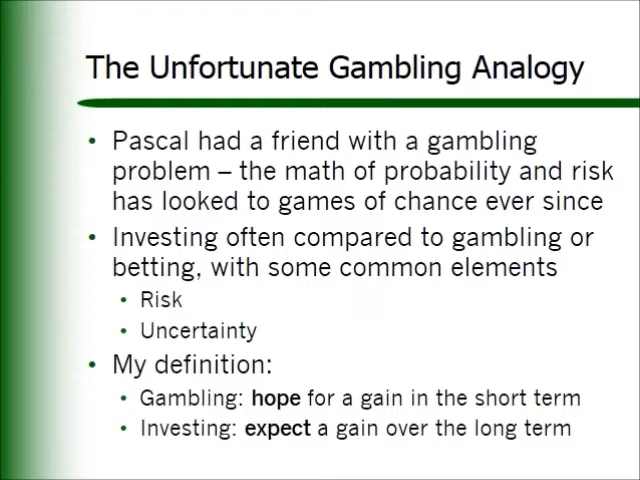 The Unfortunate Gambling Analogy
• Pascal had a friend with a gambling
problem – the math of probability and risk
has looked to games of chance ever since
• Investing often compared to gambling or
betting, with some common elements
• Risk
• Uncertainty
• My definition:
• Gambling: hope for a gain in the short term
• Investing: expect a gain over the long term